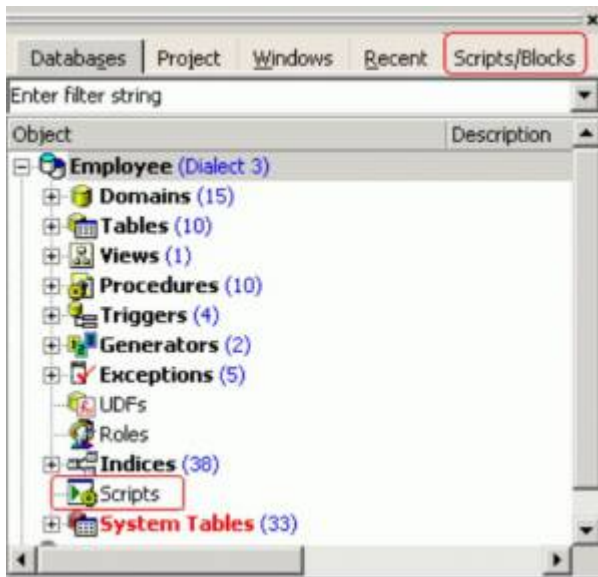 Databases Project Windows Recent Scripts/Blocks
Enter filter string
Object Description
Employee (Dialect 3)
Domains (15)
Tables (10)
Views (1)
Procedures (10)
Triggers (4)
Generators (2)
Exceptions (5)
UDFs
Roles
Indices (38)
Scripts
System Tables (33)